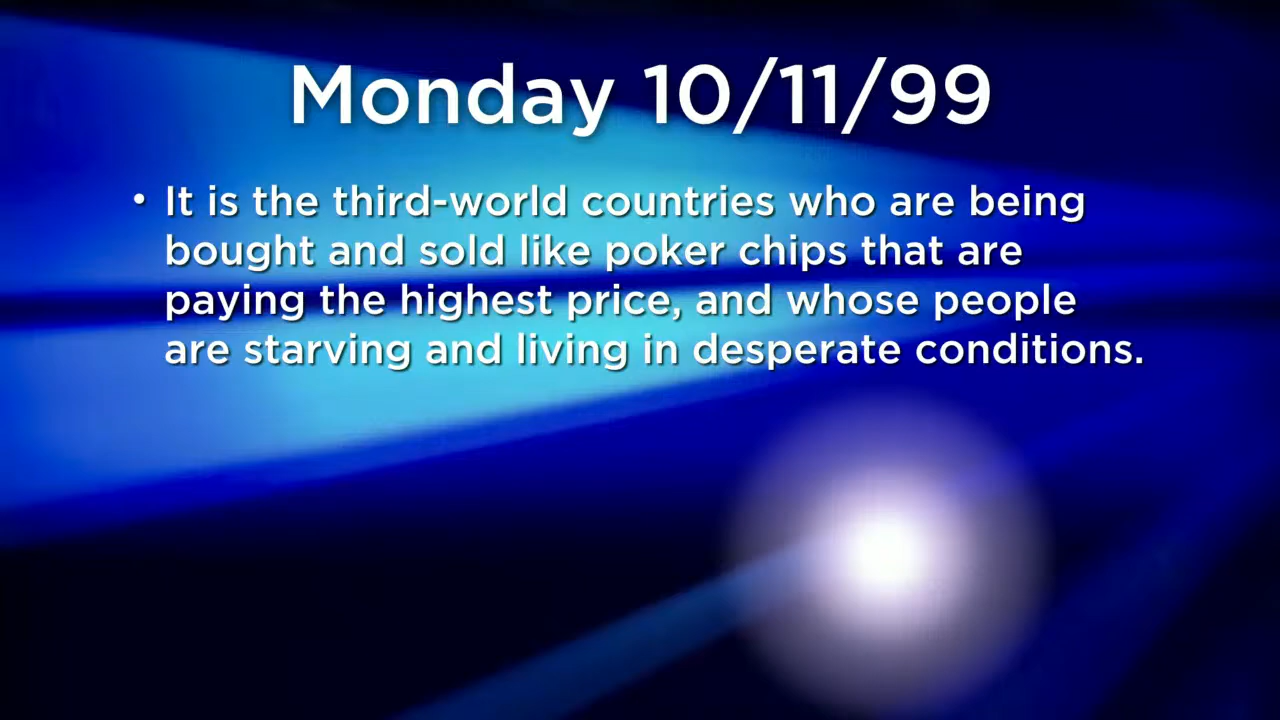 Monday 10/11/99
• It is the third-world countries who are being
bought and sold like poker chips that are
paying the highest price, and whose people
are starving and living in desperate conditions.